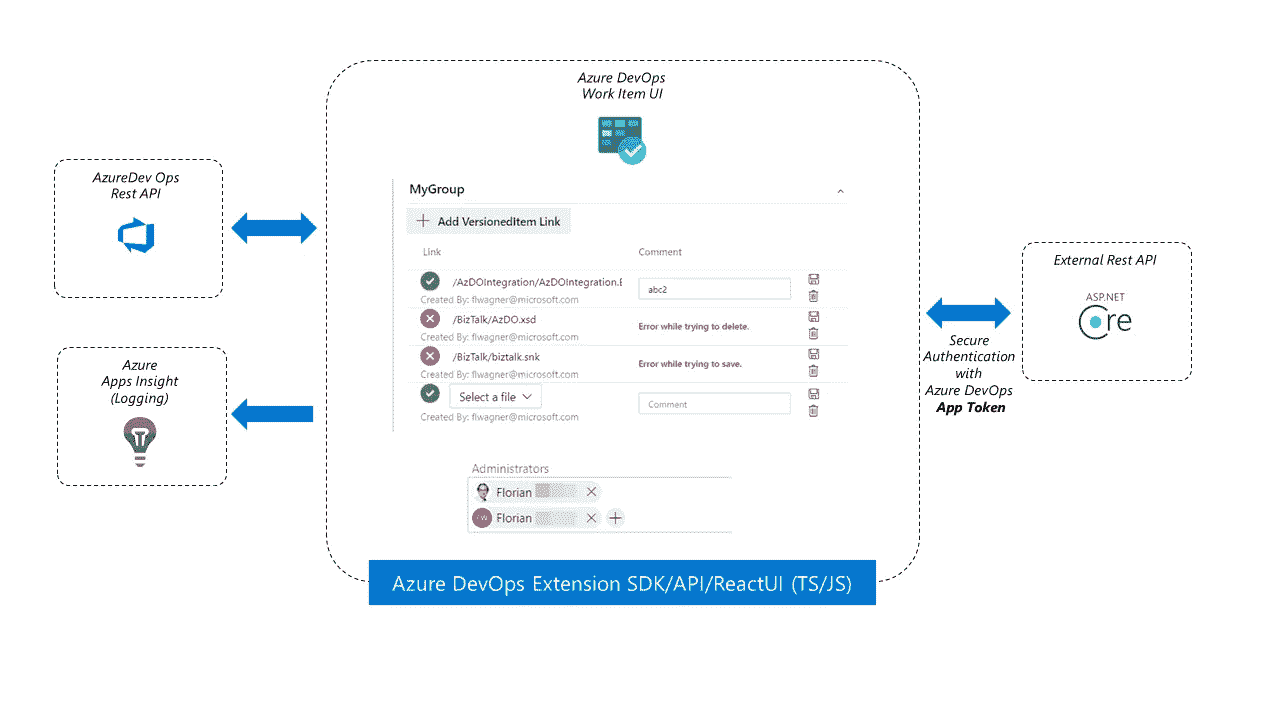 Azure DevOps
Work Item UI
AzureDev Ops
Rest API
Azure
Apps Insight
(Logging)
MyGroup
Add VersionedItem Link
Link Comment
/AzDOIntegration/AzDOIntegration.E
abc2
Created By: flwagner@microsoft.com
/BizTalk/AzDO.xsd
Error while trying to delete.
Created By: flwagner@microsoft.com
/BizTalk/biztalk.snk
Error while trying to save.
Created By: flwagner@microsoft.com
Select a file
Comment
Created By: flwagner@microsoft.com
Administrators
Florian
Florian
Azure DevOps Extension SDK/API/ReactUI (TS/JS)
Secure
Authentication
with
Azure DevOps
App Token
External Rest API
ASP.NET
Core